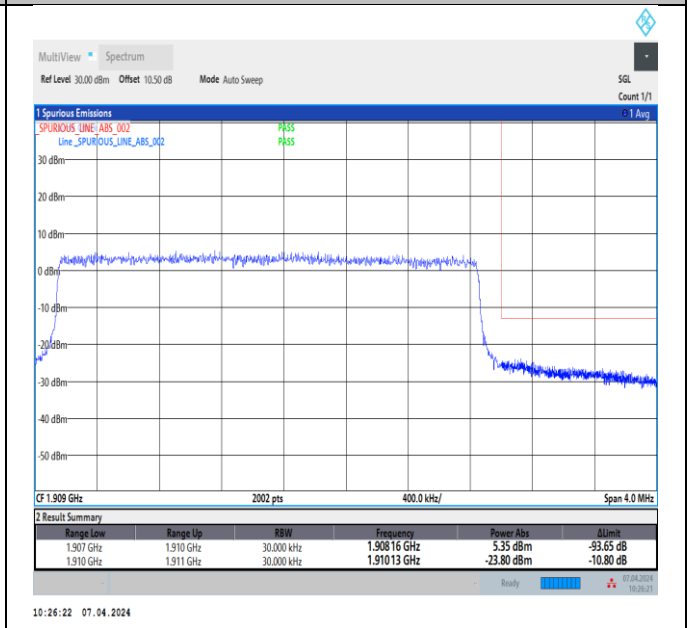 MultiView Spectrum
Ref Level 30.00 dBm Offset 10.50 dB Mode Auto Sweep SGL
Count 1/1
1 Spurious Emissions 1 Avg
_SPURIOUS_LINE_ABS_002 PASS
Line _SPURIOUS_LINE_ABS_002 PASS
30 dBm
20 dBm
10 dBm
0 dBm
-10 dBm
-20 dBm
-30 dBm
-40 dBm
-50 dBm
CF 1.909 GHz 2002 pts 400.0 kHz/ Span 4.0 MHz
2 Result Summary
Range Low Range Up RBW Frequency Power Abs ΔLimit
1.907 GHz 1.910 GHz 30.000 kHz 1.90816 GHz 5.35 dBm -93.65 dB
1.910 GHz 1.911 GHz 30.000 kHz 1.91013 GHz -23.80 dBm -10.80 dB
Ready 07.04.2024
10:26:21
10:26:22 07.04.2024